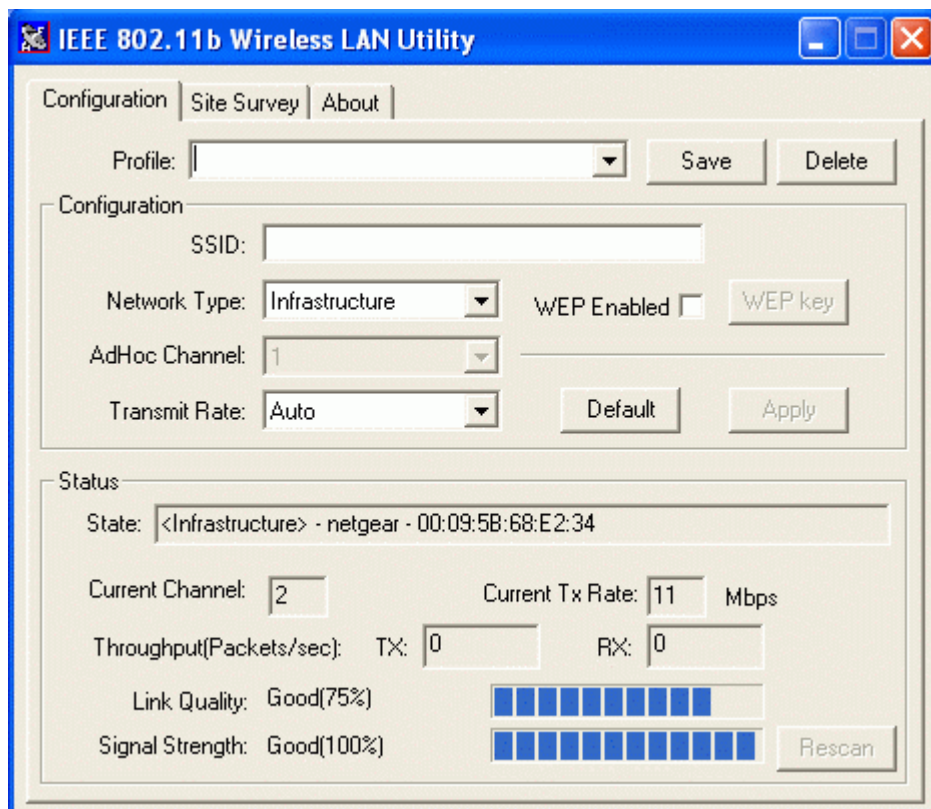 IEEE 802.11b Wireless LAN Utility
Configuration Site Survey About
Profile: Save Delete
Configuration
SSID:
Network Type: Infrastructure WEP Enabled WEP key
AdHoc Channel: 1
Transmit Rate: Auto Default Apply
Status
State: <Infrastructure> - netgear - 00:09:5B:68:E2:34
Current Channel: 2 Current Tx Rate: 11 Mbps
Throughput(Packets/sec): TX: 0 RX: 0
Link Quality: Good(75%)
Signal Strength: Good(100%) Rescan